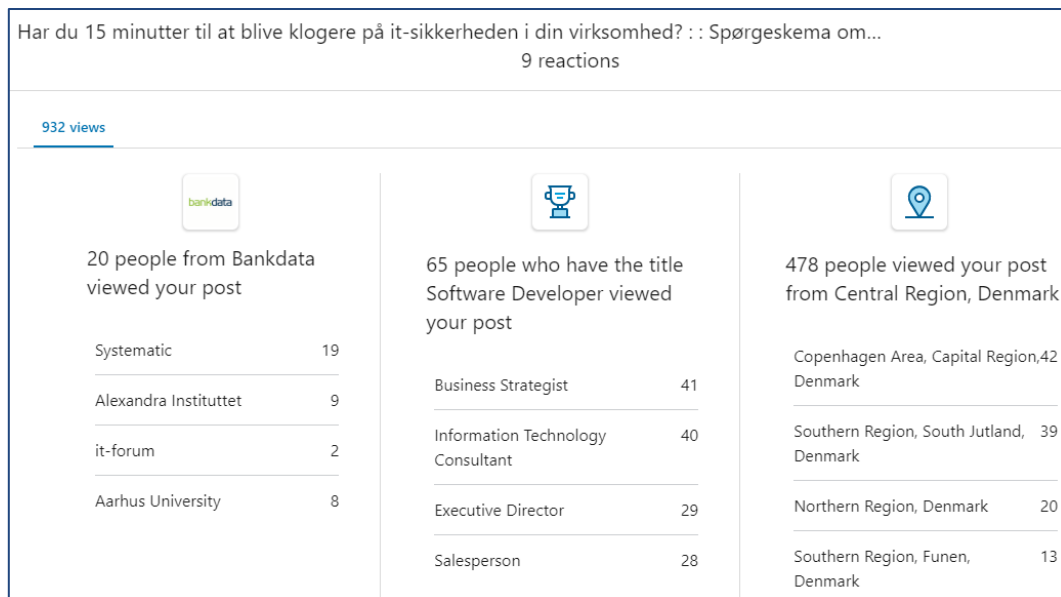 Har du 15 minutter til at blive klogere på it-sikkerheden i din virksomhed? : : Spørgeskema om...
9 reactions
932 views
bankdata
20 people from Bankdata
viewed your post
Systematic 19
Alexandra Instituttet 9
it-forum 2
Aarhus University 8
65 people who have the title
Software Developer viewed
your post
Business Strategist 41
Information Technology 40
Consultant
Executive Director 29
Salesperson 28
478 people viewed your post
from Central Region, Denmark
Copenhagen Area, Capital Region,42
Denmark
Southern Region, South Jutland, 39
Denmark
Northern Region, Denmark 20
Southern Region, Funen, 13
Denmark